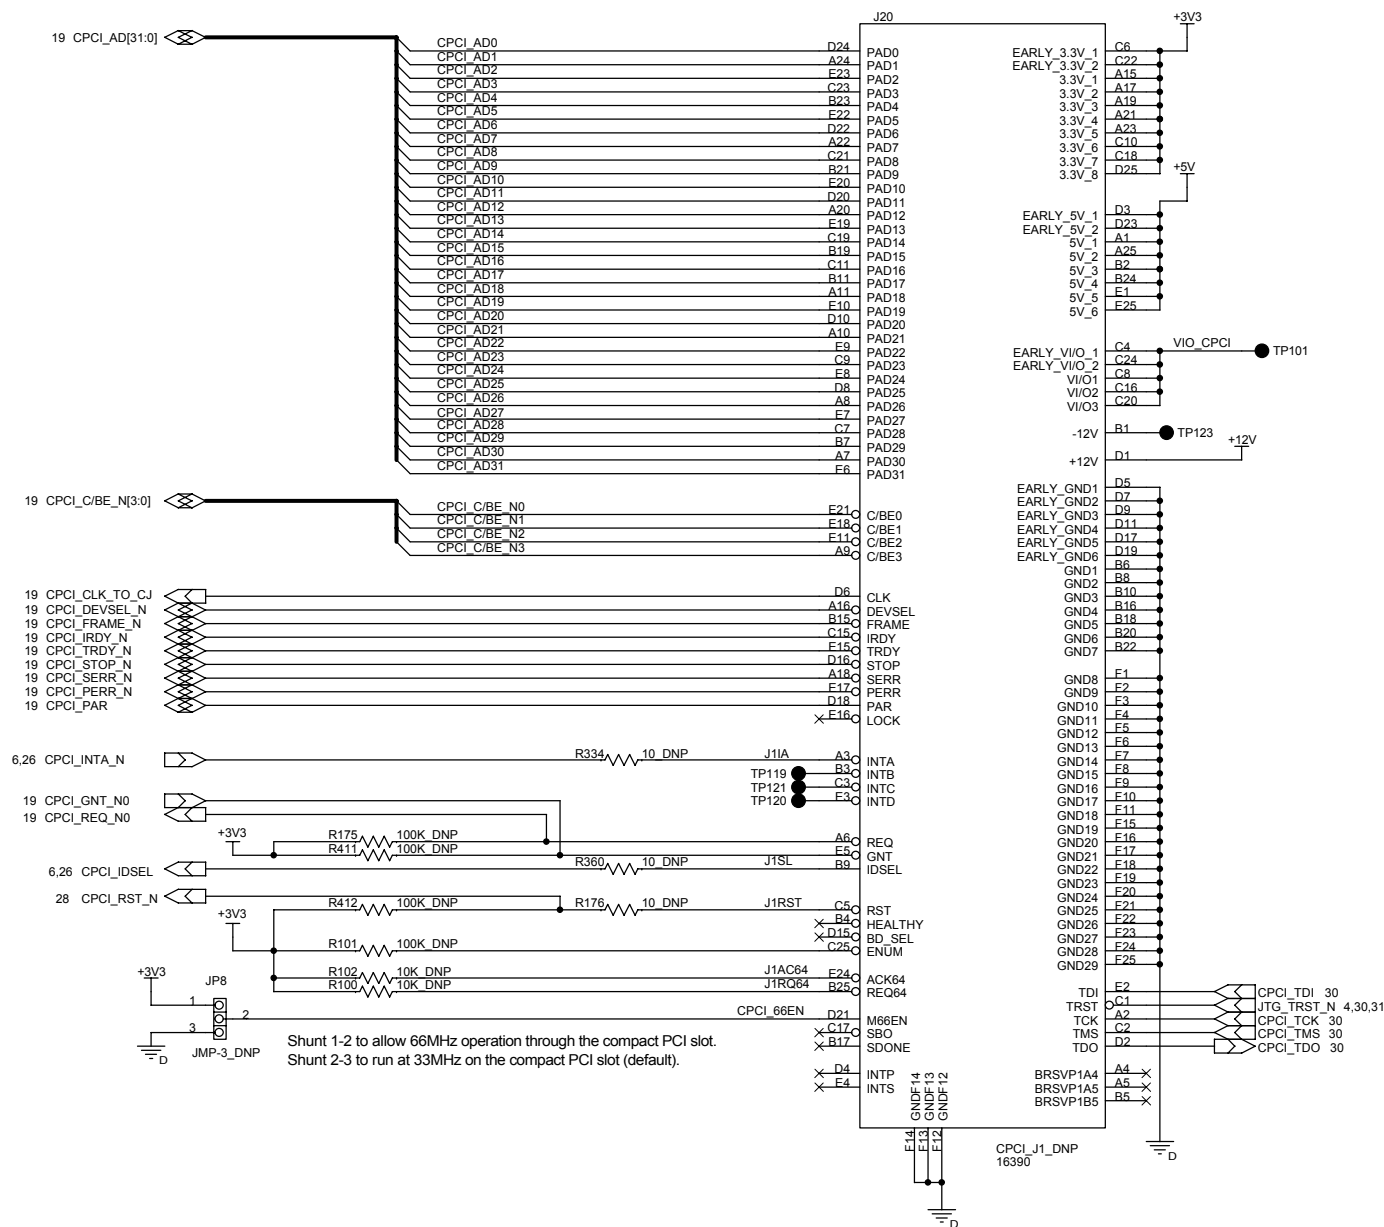 J20
+3V3
19 CPCI_AD[31:0]
CPCI_AD0 D24 PAD0
CPCI_AD1 A24 PAD1
CPCI_AD2 E23 PAD2
CPCI_AD3 C23 PAD3
CPCI_AD4 B23 PAD4
CPCI_AD5 E22 PAD5
CPCI_AD6 D22 PAD6
CPCI_AD7 A22 PAD7
CPCI_AD8 C21 PAD8
CPCI_AD9 B21 PAD9
CPCI_AD10 E20 PAD10
CPCI_AD11 D20 PAD11
CPCI_AD12 A20 PAD12
CPCI_AD13 E19 PAD13
CPCI_AD14 C19 PAD14
CPCI_AD15 B19 PAD15
CPCI_AD16 C11 PAD16
CPCI_AD17 B11 PAD17
CPCI_AD18 A11 PAD18
CPCI_AD19 E10 PAD19
CPCI_AD20 D10 PAD20
CPCI_AD21 A10 PAD21
CPCI_AD22 E9 PAD22
CPCI_AD23 C9 PAD23
CPCI_AD24 E8 PAD24
CPCI_AD25 D8 PAD25
CPCI_AD26 A8 PAD26
CPCI_AD27 E7 PAD27
CPCI_AD28 C7 PAD28
CPCI_AD29 B7 PAD29
CPCI_AD30 A7 PAD30
CPCI_AD31 E6 PAD31
19 CPCI_C/BE_N[3:0]
CPCI_C/BE_N0 E21 C/BE0
CPCI_C/BE_N1 E18 C/BE1
CPCI_C/BE_N2 E11 C/BE2
CPCI_C/BE_N3 A9 C/BE3
19 CPCI_CLK_TO_CJ D6 CLK
19 CPCI_DEVSEL_N A16 DEVSEL
19 CPCI_FRAME_N B15 FRAME
19 CPCI_IRDY_N C15 IRDY
19 CPCI_TRDY_N E15 TRDY
19 CPCI_STOP_N D16 STOP
19 CPCI_SERR_N A18 SERR
19 CPCI_PERR_N E17 PERR
19 CPCI_PAR D18 PAR
E16 LOCK
6,26 CPCI_INTA_N R334 10_DNP J1IA A3 INTA
TP119 B3 INTB
TP121 C3 INTC
TP120 E3 INTD
19 CPCI_GNT_N0
19 CPCI_REQ_N0
+3V3 R175 100K_DNP A6 REQ
R411 100K_DNP E5 GNT
6,26 CPCI_IDSEL R360 10_DNP J1SL B9 IDSEL
28 CPCI_RST_N
+3V3 R412 100K_DNP R176 10_DNP J1RST C5 RST
B4 HEALTHY
D15 BD_SEL
R101 100K_DNP C25 ENUM
R102 10K_DNP J1AC64 E24 ACK64
R100 10K_DNP J1RQ64 B25 REQ64
+3V3 JP8
1
2 CPCI_66EN D21 M66EN
3
D JMP-3_DNP
C17 SBO
B17 SDONE
Shunt 1-2 to allow 66MHz operation through the compact PCI slot.
Shunt 2-3 to run at 33MHz on the compact PCI slot (default).
D4 INTP
E4 INTS
EARLY_3.3V_1 C6
EARLY_3.3V_2 C22
3.3V_1 A15
3.3V_2 A17
3.3V_3 A19
3.3V_4 A21
3.3V_5 A23
3.3V_6 C10
3.3V_7 C18
3.3V_8 D25
+5V
EARLY_5V_1 D3
EARLY_5V_2 D23
5V_1 A1
5V_2 A25
5V_3 B2
5V_4 B24
5V_5 E1
5V_6 E25
EARLY_VI/O_1 C4 VIO_CPCI TP101
EARLY_VI/O_2 C24
VI/O1 C8
VI/O2 C16
VI/O3 C20
-12V B1 TP123
+12V D1 +12V
EARLY_GND1 D5
EARLY_GND2 D7
EARLY_GND3 D9
EARLY_GND4 D11
EARLY_GND5 D17
EARLY_GND6 D19
GND1 B6
GND2 B8
GND3 B10
GND4 B16
GND5 B18
GND6 B20
GND7 B22
GND8 F1
GND9 F2
GND10 F3
GND11 F4
GND12 F5
GND13 F6
GND14 F7
GND15 F8
GND16 F9
GND17 F10
GND18 F11
GND19 F15
GND20 F16
GND21 F17
GND22 F18
GND23 F19
GND24 F20
GND25 F21
GND26 F22
GND27 F23
GND28 F24
GND29 F25
TDI E2 CPCI_TDI 30
TRST C1 JTG_TRST_N 4,30,31
TCK A2 CPCI_TCK 30
TMS C2 CPCI_TMS 30
TDO D2 CPCI_TDO 30
BRSVP1A4 A4
BRSVP1A5 A5
BRSVP1B5 B5
GNDF14 GNDF13 GNDF12
F14 F13 F12
D
D
CPCI_J1_DNP
16390